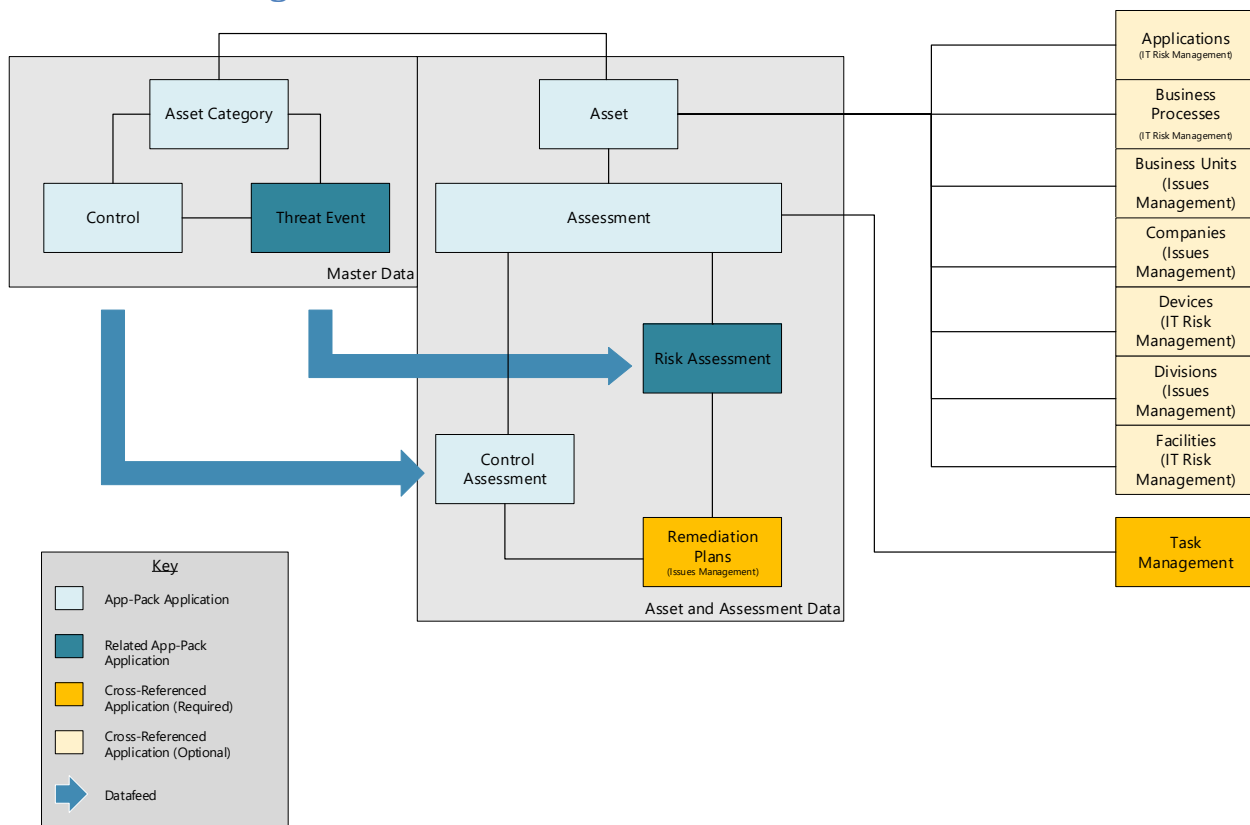 Applications
(IT Risk Management)
Business
Processes
(IT Risk Management)
Asset Category
Asset
Business Units
(Issues
Management)
Control
Threat Event
Assessment
Companies
(Issues
Management)
Master Data
Devices
(IT Risk
Management)
Risk Assessment
Divisions
(Issues
Management)
Facilities
(IT Risk
Management)
Control
Assessment
Remediation
Plans
(Issues Management)
Task
Management
Asset and Assessment Data
Key
App-Pack Application
Related App-Pack
Application
Cross-Referenced
Application (Required)
Cross-Referenced
Application (Optional)
Datafeed